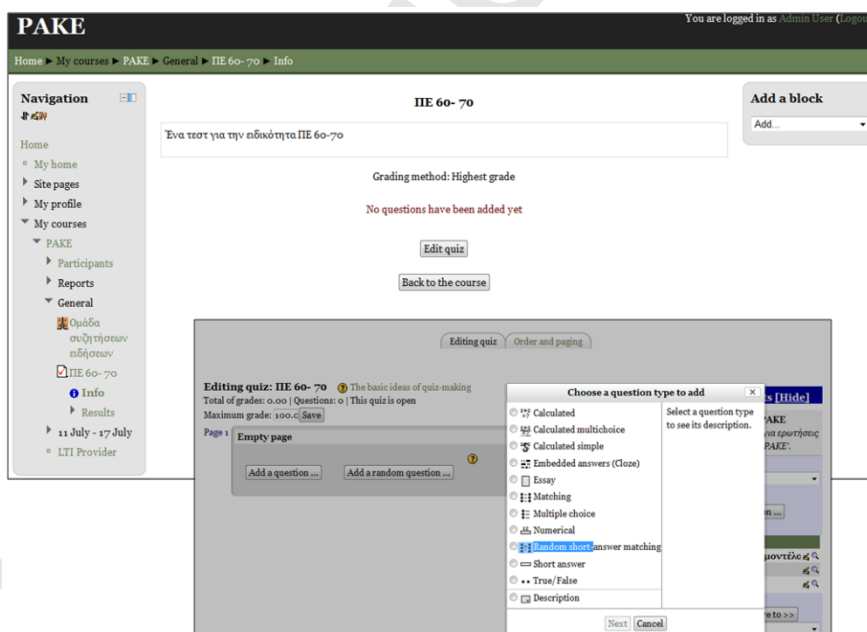 PAKE
You are logged in as Admin User (Logou
Home ► My courses ► PAKE ► General ► ΠΕ 60- 70 ► Info
Navigation
Home
My home
Site pages
My profile
My courses
PAKE
Participants
Reports
General
Ομάδα
συζητήσεων
ειδήσεων
ΠΕ 60- 70
Info
Results
11 July - 17 July
LTI Provider
ΠΕ 60- 70
Ένα τεστ για την ειδικότητα ΠΕ 60-70
Grading method: Highest grade
No questions have been added yet
Edit quiz
Back to the course
Add a block
Add...
Editing quiz
Order and paging
Editing quiz: ΠΕ 60- 70
The basic ideas of quiz-making
Total of grades: 0.00 | Questions: 0 | This quiz is open
Maximum grade: 100.0 Save
Page 1
Empty page
Add a question ...
Add a random question ...
Choose a question type to add
Calculated
Calculated multichoice
Calculated simple
Embedded answers (Cloze)
Essay
Matching
Multiple choice
Numerical
Random short-answer matching
Short answer
True/False
Description
Select a question type
to see its description.
Next
Cancel
[Hide]
ερωτήσεις